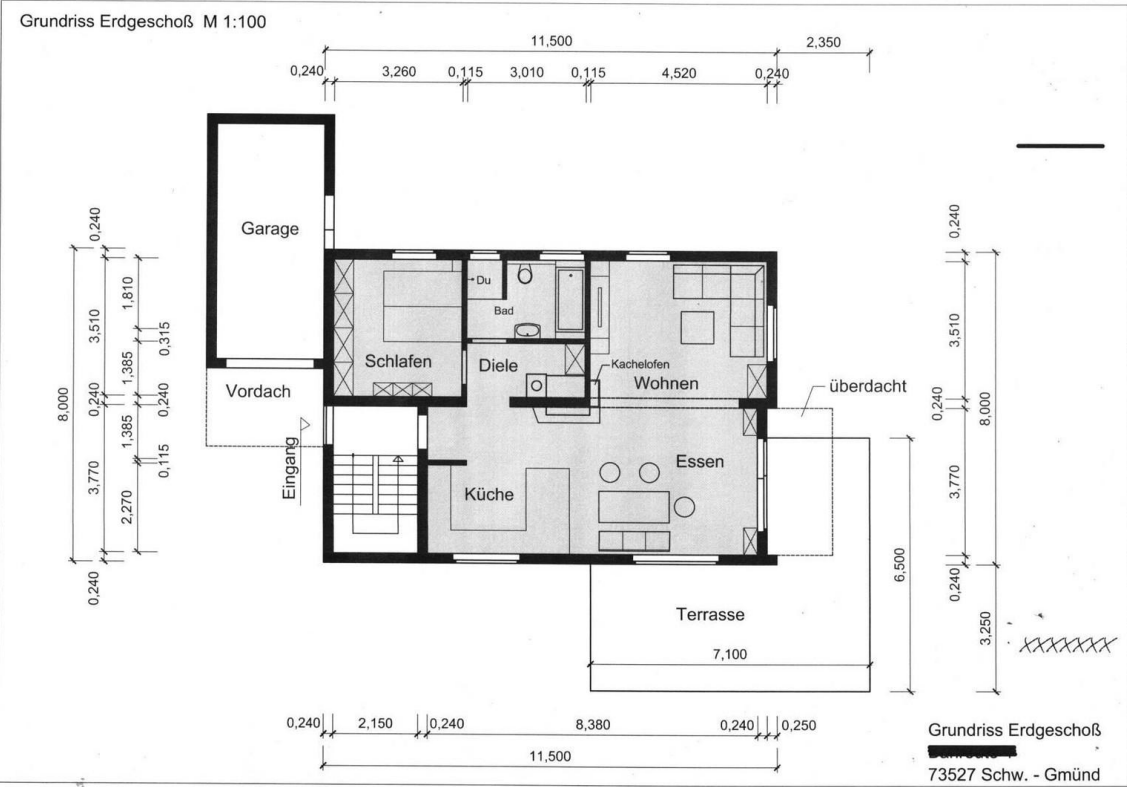 Grundriss Erdgeschoß M 1:100
11,500
2,350
0,240
3,260
0,115
3,010
0,115
4,520
0,240
Garage
0,240
3,510
1,810
0,315
1,385
0,240
0,240
1,385
0,115
3,770
2,270
8,000
0,240
0,240
3,510
0,240
8,000
3,770
0,240
3,250
6,500
Du
Bad
Schlafen
Diele
Kachelofen
Wohnen
Vordach
überdacht
Eingang
Küche
Essen
Terrasse
7,100
0,240
2,150
0,240
8.380
0,240
0,250
11,500
Grundriss Erdgeschoß
73527 Schw. - Gmünd